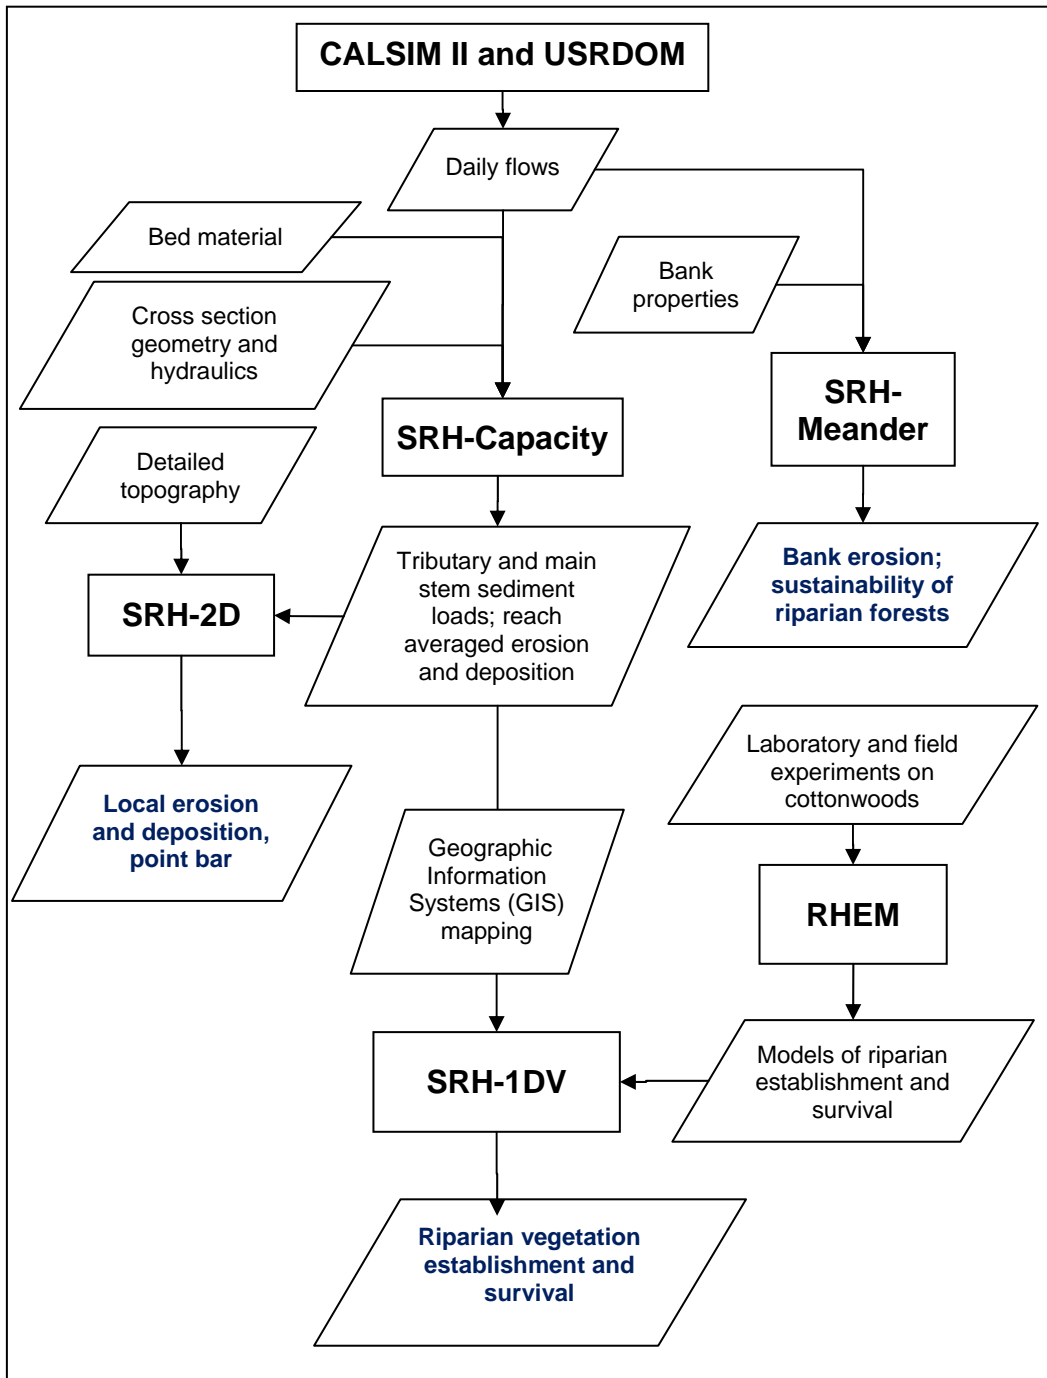 CALSIM II and USRDOM
Daily flows
Bed material
Bank
properties
Cross section
geometry and
hydraulics
SRH-
Meander
SRH-Capacity
Detailed
topography
Tributary and main
stem sediment
loads; reach
averaged erosion
and deposition
Bank erosion;
sustainability of
riparian forests
SRH-2D
Laboratory and field
experiments on
cottonwoods
Local erosion
and deposition,
point bar
Geographic
Information
Systems (GIS)
mapping
RHEM
SRH-1DV
Models of riparian
establishment and
survival
Riparian vegetation
establishment and
survival